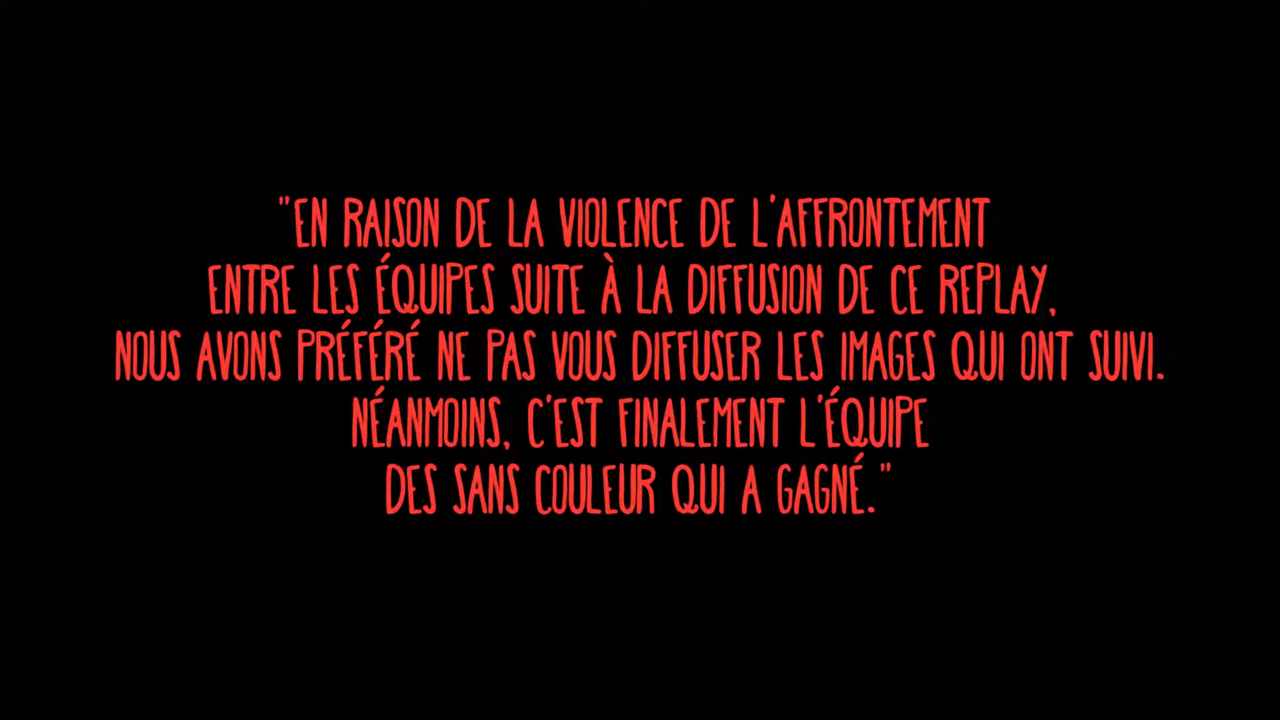 "EN RAISON DE LA VIOLENCE DE L'AFFRONTEMENT
ENTRE LES ÉQUIPES SUITE À LA DIFFUSION DE CE REPLAY,
NOUS AVONS PRÉFÉRÉ NE PAS VOUS DIFFUSER LES IMAGES QUI ONT SUIVI.
NÉANMOINS, C'EST FINALEMENT L'ÉQUIPE
DES SANS COULEUR QUI A GAGNÉ."